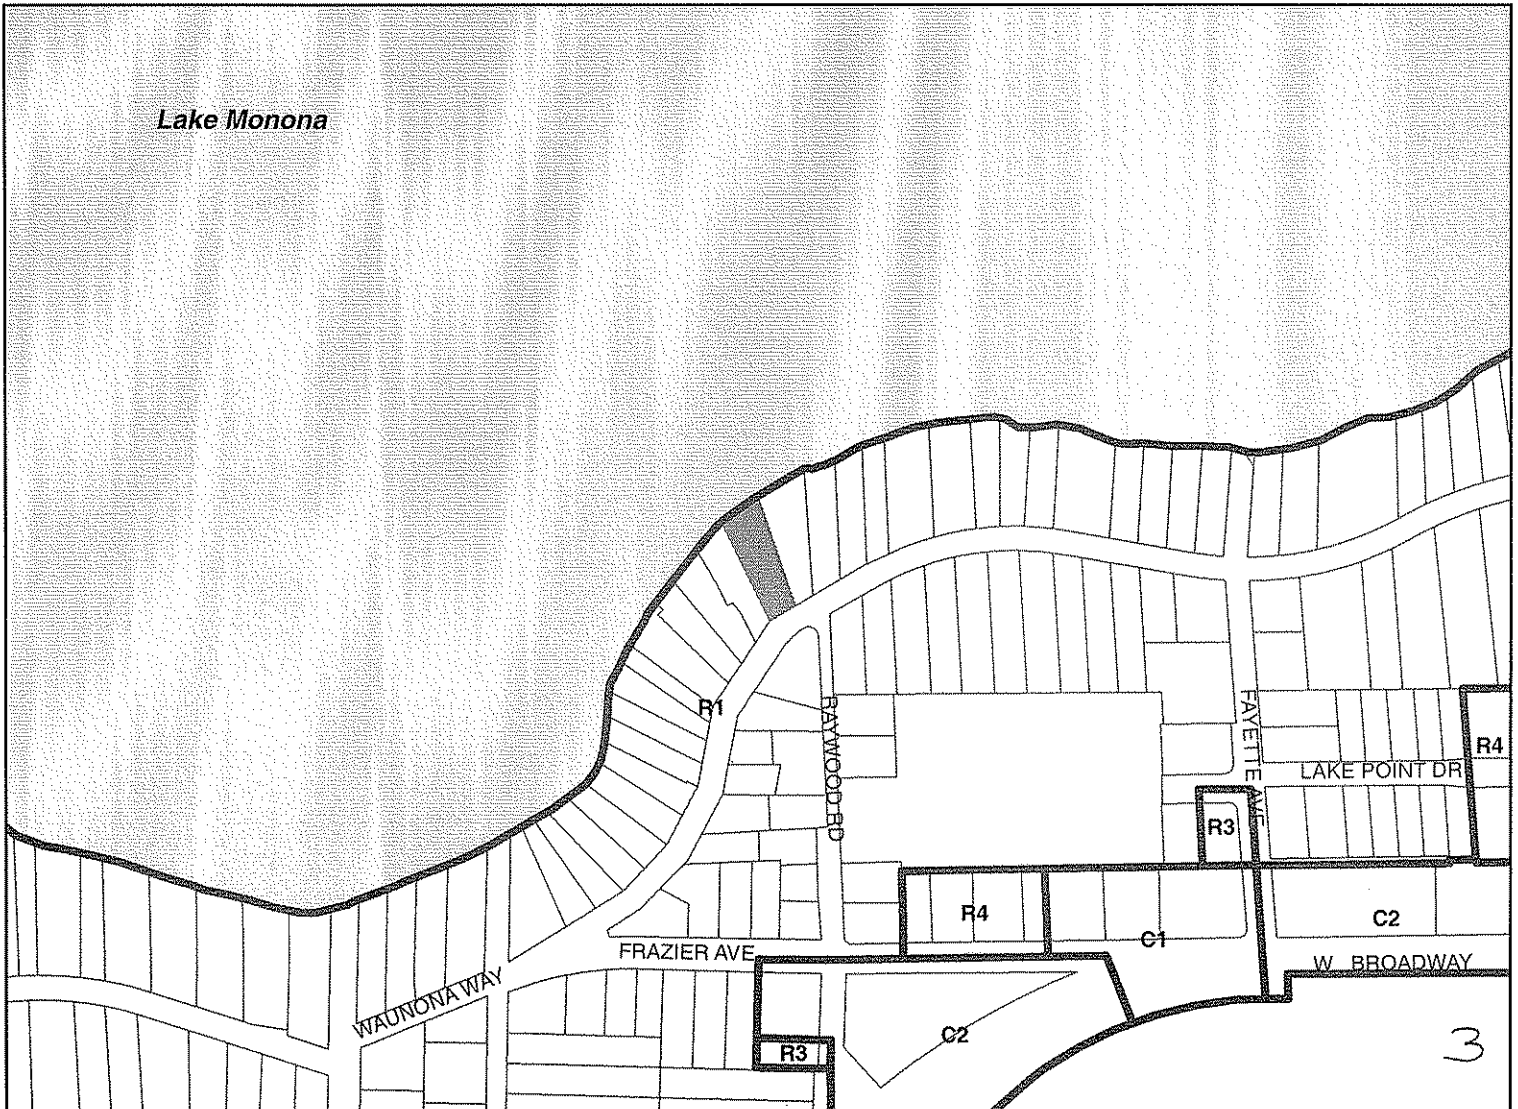 Lake Monona
R1
BAYWOOD RD
FAYETTE AVE
R4
LAKE POINT DR
R3
R4
C1
C2
FRAZIER AVE
W BROADWAY
WAUNONA WAY
C2
R3
3